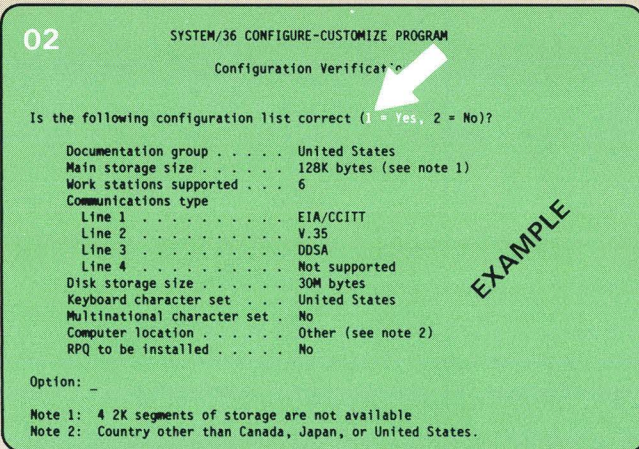 02
SYSTEM/36 CONFIGURE-CUSTOMIZE PROGRAM
Configuration
Is the following configuration list correct (1 = Yes, 2 = No)?
Documentation group . . . . . United States
Main storage size . . . . . . 128K bytes (see note 1)
Work stations supported . . . 6
Communications type
Line 1 . . . . . . . . . . EIA/CCITT
Line 2 . . . . . . . . . . V.35
Line 3 . . . . . . . . . . DDSA
Line 4 . . . . . . . . . . Not supported
Disk storage size . . . . . . 30M bytes
Keyboard character set . . . United States
Multinational character set . No
Computer location . . . . . . Other (see note 2)
RPQ to be installed . . . . . No
EXAMPLE
Option: _
Note 1: 4 2K segments of storage are not available
Note 2: Country other than Canada, Japan, or United States.